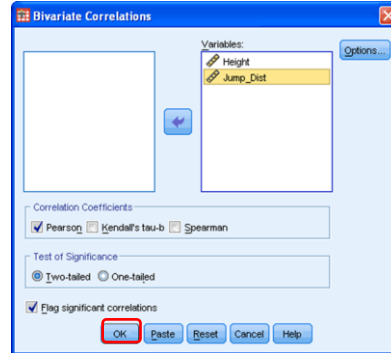 Bivariate Correlations
Variables:
Options...
Height
Jump_Dist
Correlation Coefficients
Pearson Kendall's tau-b Spearman
Test of Significance
Two-tailed One-tailed
Flag significant correlations
OK Paste Reset Cancel Help